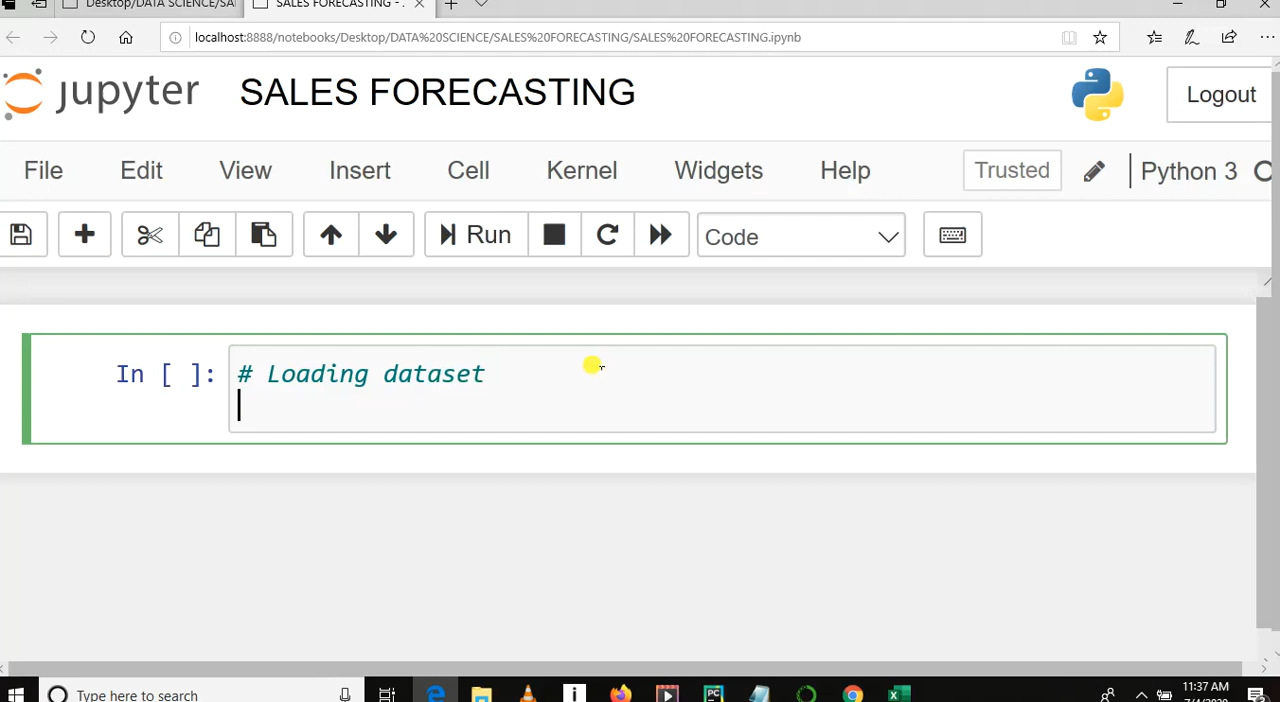 Desktop/DATA SCIENCE/SA
SALES FORECASTING - .
localhost:8888/notebooks/Desktop/DATA%20SCIENCE/SALES%20FORECASTING/SALES%20FORECASTING.ipynb
jupyter SALES FORECASTING Logout
File Edit View Insert Cell Kernel Widgets Help Trusted Python 3
Run Code
In [ ]: # Loading dataset
Type here to search
PC
11:37 AM